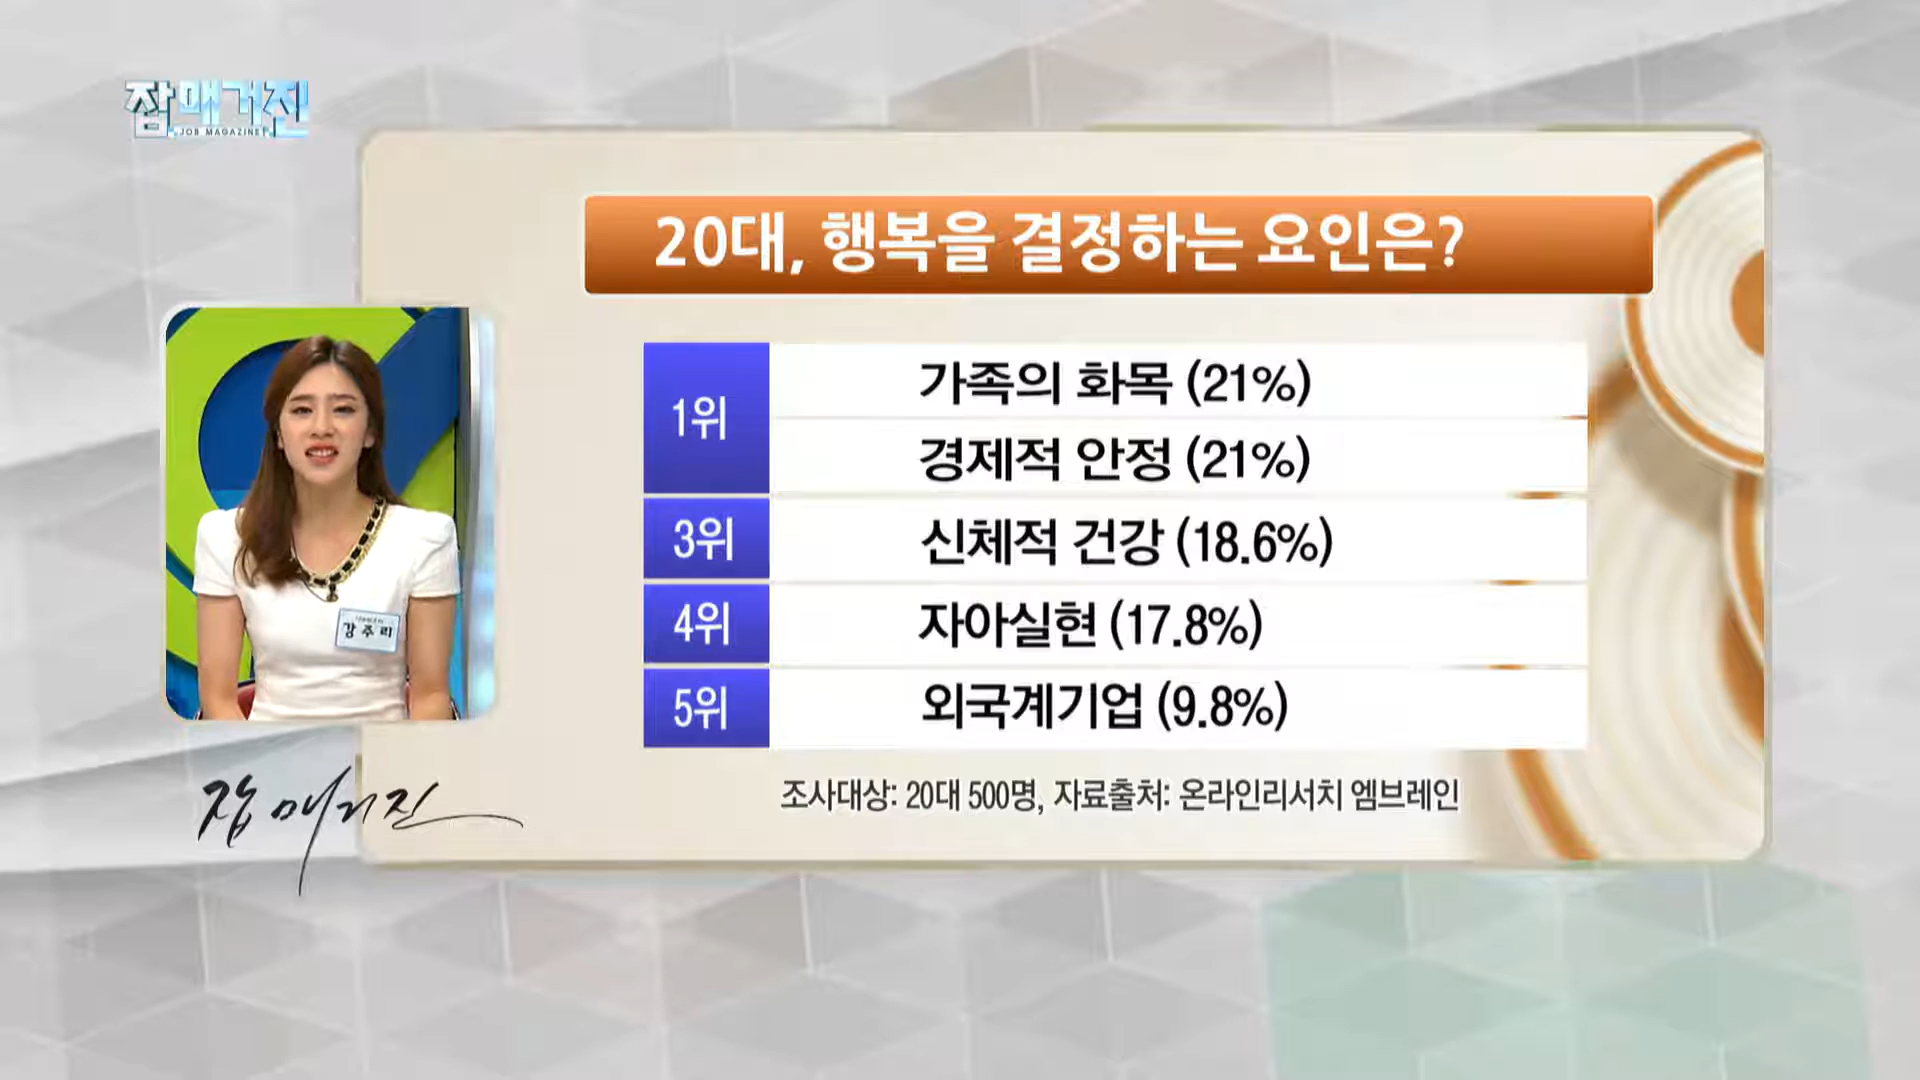 잡매거진
JOB MAGAZINE
20대, 행복을 결정하는 요인은?
1위
가족의 화목 (21%)
경제적 안정 (21%)
3위 신체적 건강 (18.6%)
4위 자아실현 (17.8%)
5위 외국계기업 (9.8%)
조사대상: 20대 500명, 자료출처: 온라인리서치 엠브레인
강주리
잡매거진